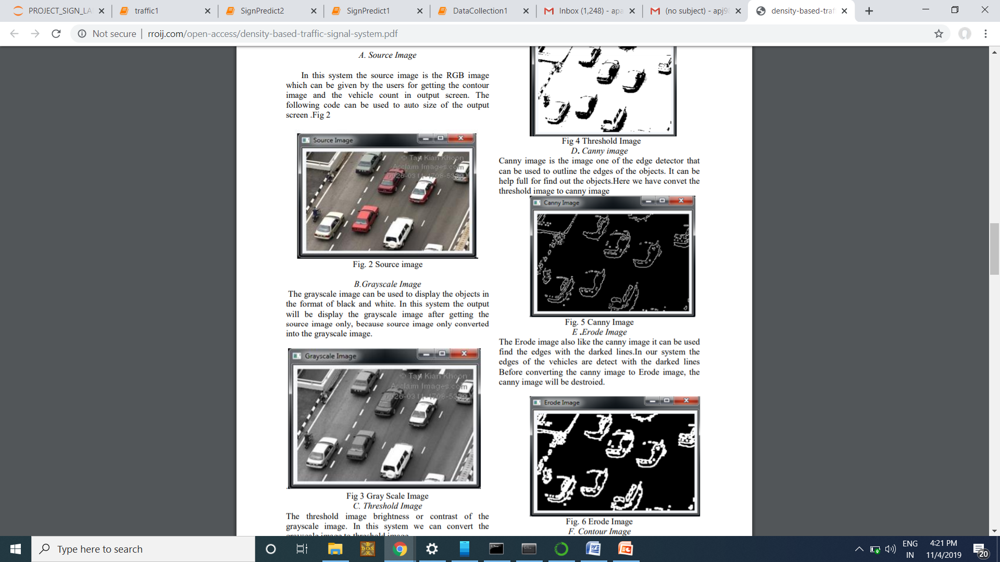 PROJECT_SIGN_LA
traffic1
SignPredict2
SignPredict1
DataCollection1
Inbox (1,248) - apa
(no subject) - apj9
density-based-traf
Not secure
rroij.com/open-access/density-based-traffic-signal-system.pdf
A. Source Image
In this system the source image is the RGB image
which can be given by the users for getting the contour
image and the vehicle count in output screen. The
following code can be used to auto size of the output
screen .Fig 2
Source Image
© Tan Kian Khoon
Acclaim Images.com
0026-0311-1708-5339
Fig. 2 Source image
B.Grayscale Image
The grayscale image can be used to display the objects in
the format of black and white. In this system the output
will be display the grayscale image after getting the
source image only, because source image only converted
into the grayscale image.
Grayscale Image
© Tan Kian Khoon
Acclaim Images.com
0026-0311-1708-5339
Fig 3 Gray Scale Image
C. Threshold Image
The threshold image brightness or contrast of the
grayscale image. In this system we can convert the
grayscale image to threshold image
Fig 4 Threshold Image
D. Canny image
Canny image is the image one of the edge detector that
can be used to outline the edges of the objects. It can be
help full for find out the objects.Here we have convet the
threshold image to canny image
Canny Image
Fig. 5 Canny Image
E .Erode Image
The Erode image also like the canny image it can be used
find the edges with the darked lines.In our system the
edges of the vehicles are detect with the darked lines
Before converting the canny image to Erode image, the
canny image will be destroied.
Erode Image
Fig. 6 Erode Image
F. Contour Image
Type here to search
DOS
ENG
IN
4:21 PM
11/4/2019
20